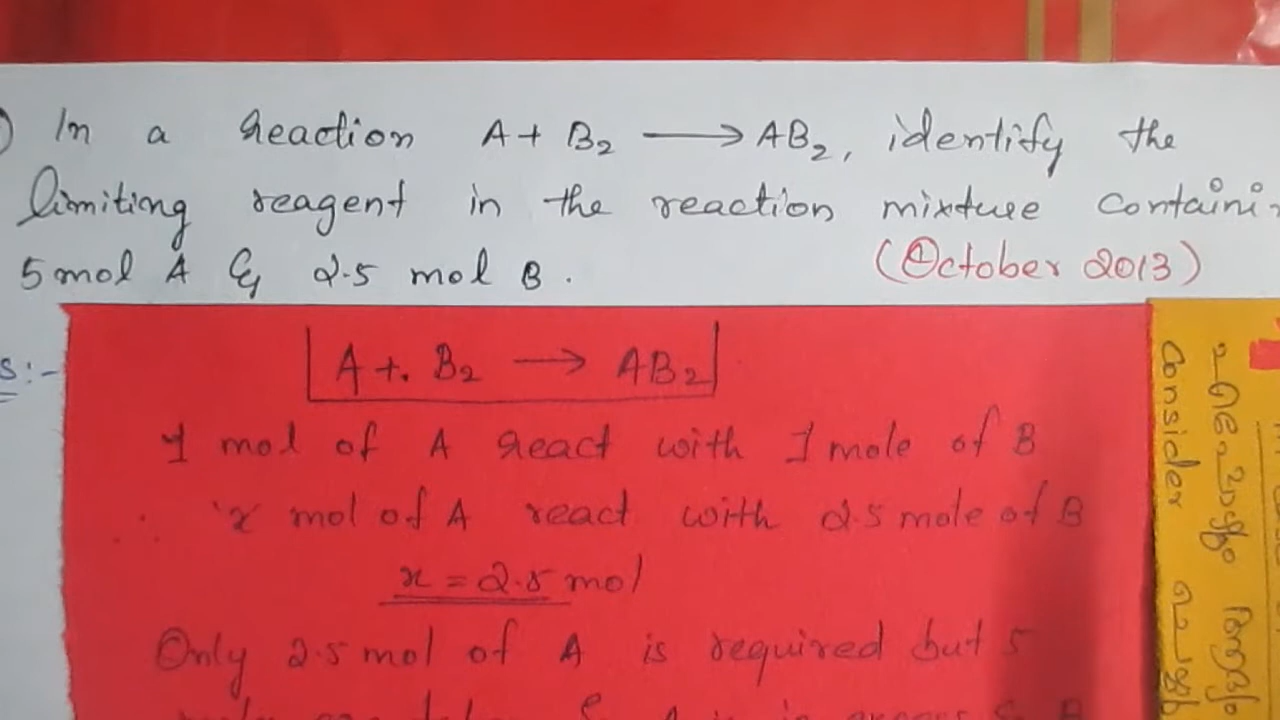 In a reaction A + B₂ ⟶ AB₂, identify the
limiting reagent in the reaction mixture containi
5 mol A & 2.5 mol B.
(October 2013)
S:-
A +. B₂ → AB₂
1 mol of A react with 1 mole of B
∴ x mol of A react with 2.5 mole of B
x = 2.5 mol
Only 2.5 mol of A is required but 5
Consider